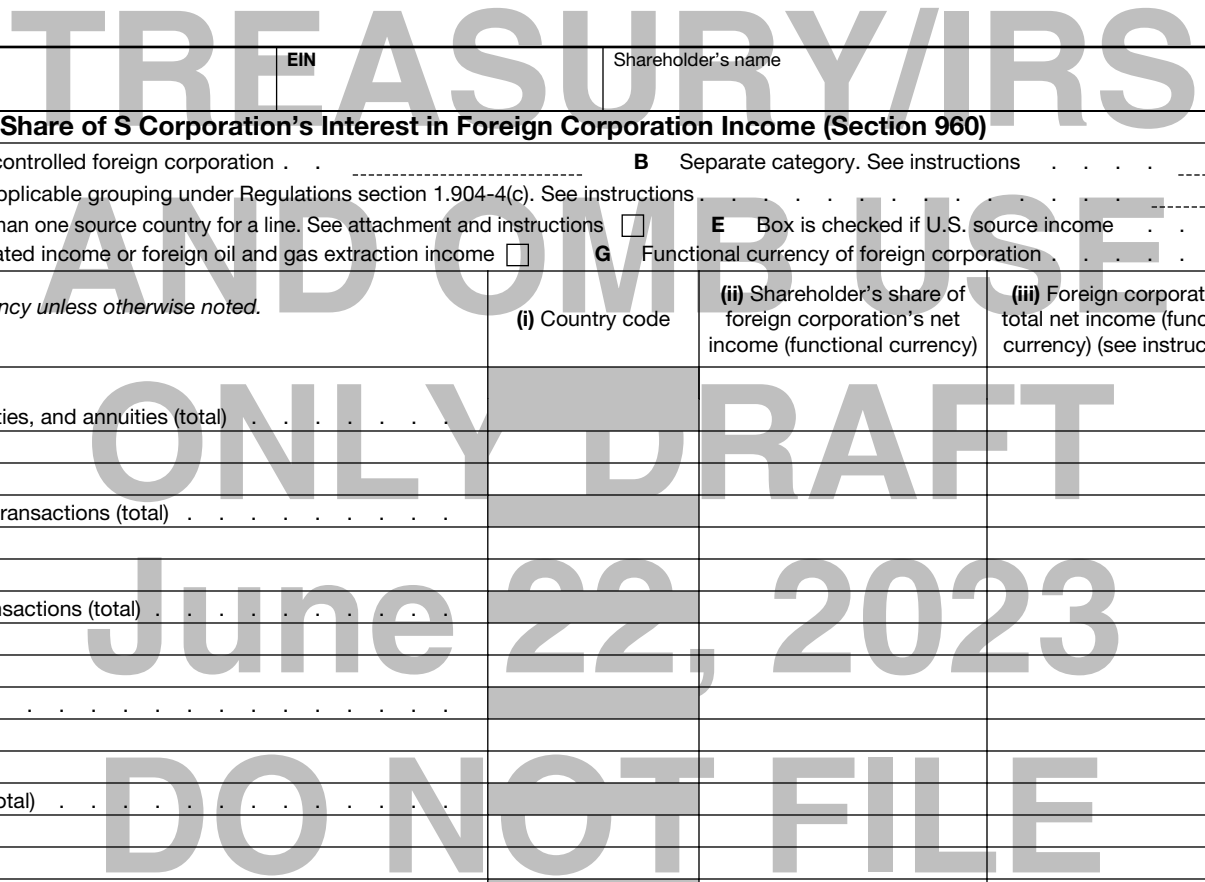 TREASURY/IRS
EIN Shareholder’s name
Share of S Corporation’s Interest in Foreign Corporation Income (Section 960)
controlled foreign corporation . . B Separate category. See instructions . . . .
applicable grouping under Regulations section 1.904-4(c). See instructions . . . . . . . . . . . . . .
AND OMB USE
than one source country for a line. See attachment and instructions E Box is checked if U.S. source income . .
ated income or foreign oil and gas extraction income G Functional currency of foreign corporation . . . . .
ncy unless otherwise noted.
(i) Country code
(ii) Shareholder’s share of
foreign corporation’s net
income (functional currency)
(iii) Foreign corporat
total net income (func
currency) (see instruc
ONLY DRAFT
ties, and annuities (total) . . . . . . .
ransactions (total) . . . . . . . . .
June 22, 2023
nsactions (total) . . . . . . . . . .
. . . . . . . . . . . . . .
DO NOT FILE
otal) . . . . . . . . . . . . .